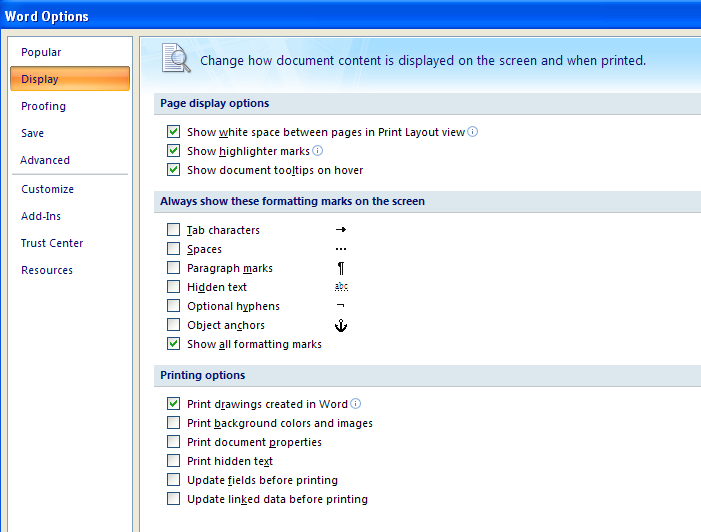 Word Options
Popular
Display
Proofing
Save
Advanced
Customize
Add-Ins
Trust Center
Resources
Change how document content is displayed on the screen and when printed.
Page display options
Show white space between pages in Print Layout view
Show highlighter marks
Show document tooltips on hover
Always show these formatting marks on the screen
Tab characters →
Spaces ...
Paragraph marks ¶
Hidden text abc
Optional hyphens ¬
Object anchors
Show all formatting marks
Printing options
Print drawings created in Word
Print background colors and images
Print document properties
Print hidden text
Update fields before printing
Update linked data before printing